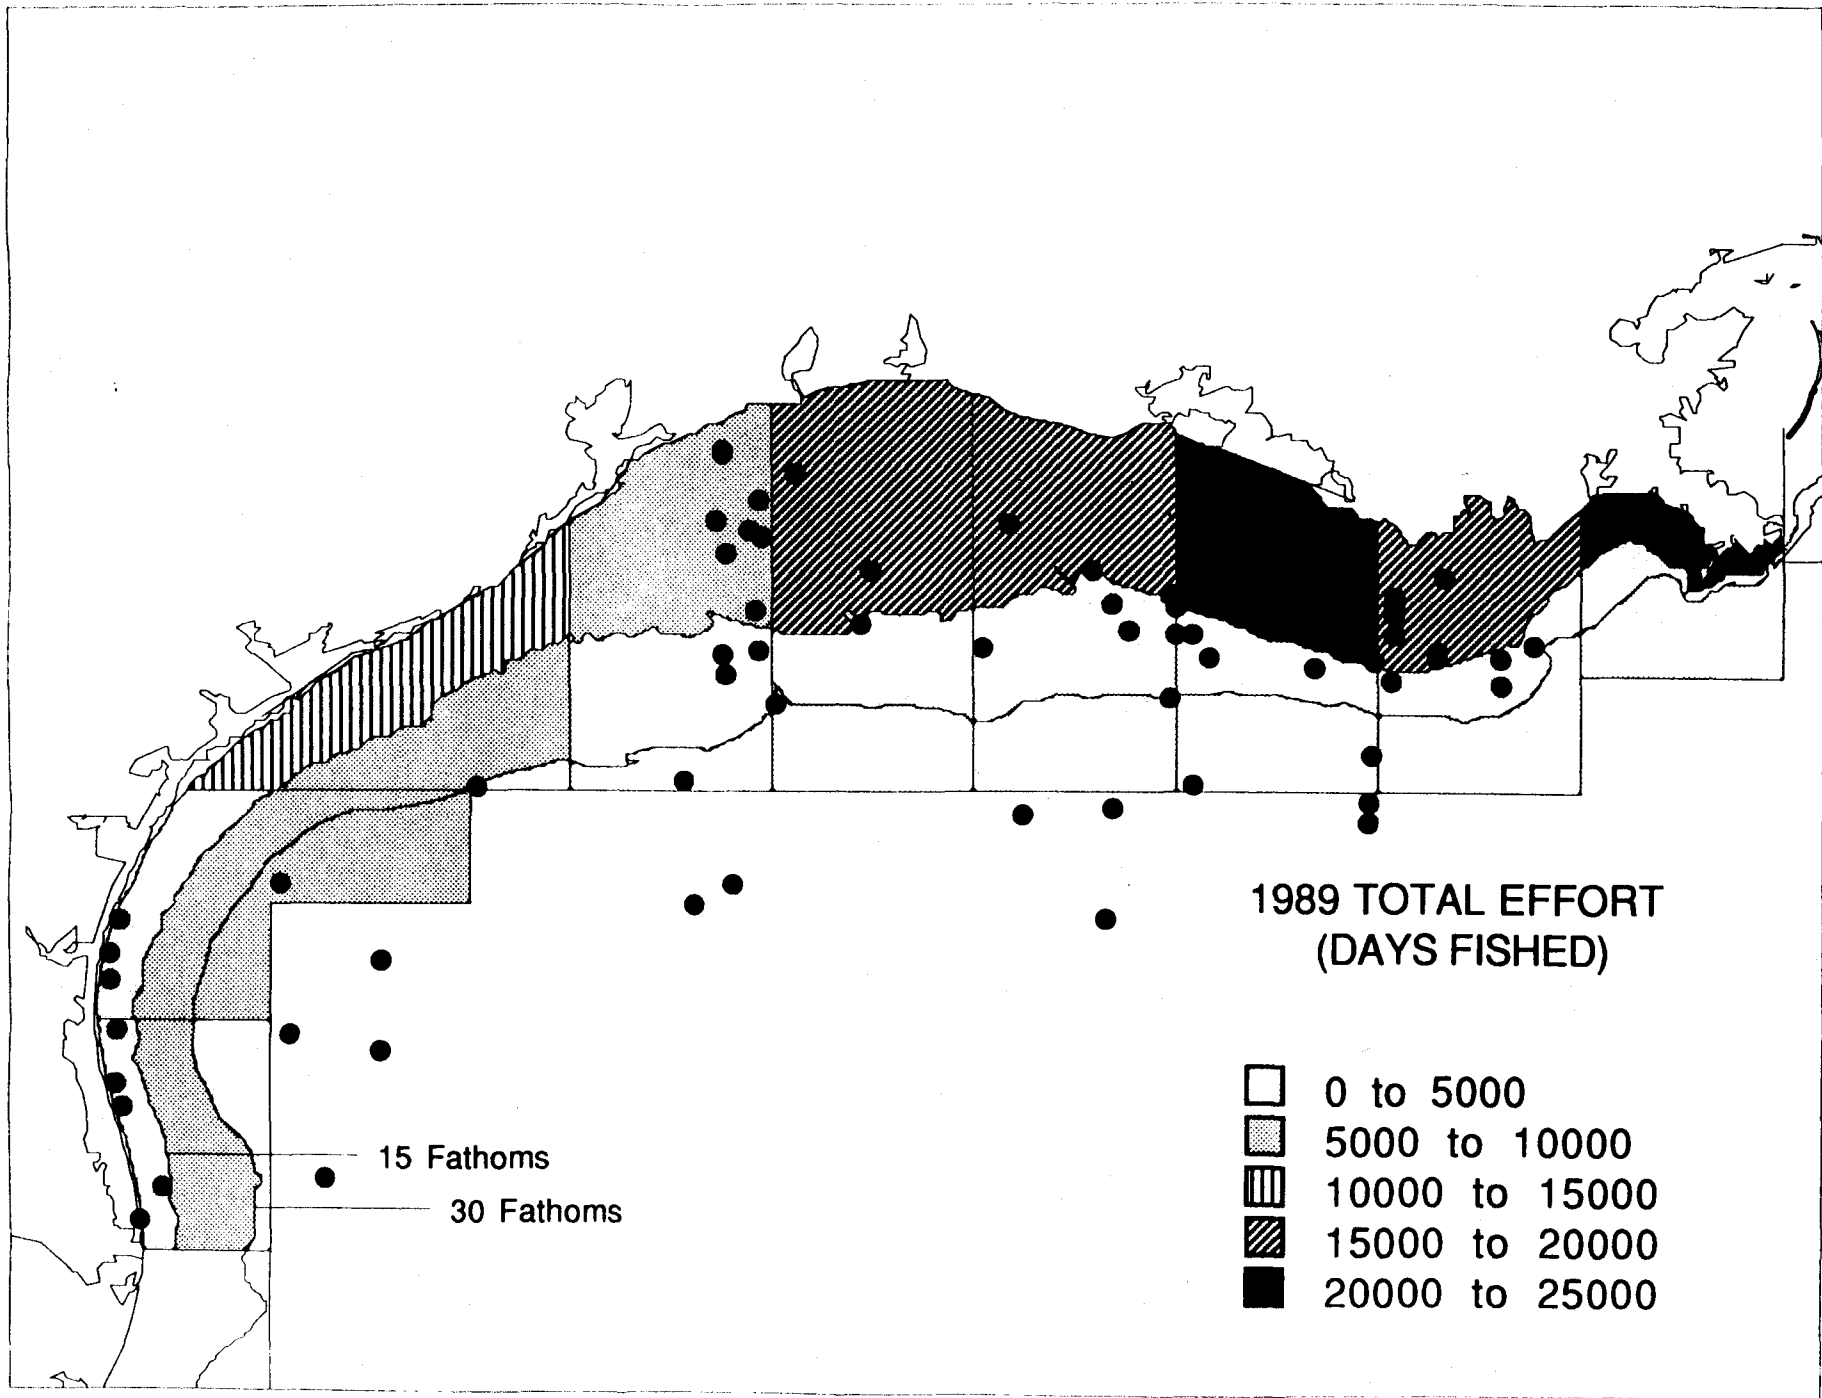 1989 TOTAL EFFORT
(DAYS FISHED)
0 to 5000
5000 to 10000
10000 to 15000
15000 to 20000
20000 to 25000
15 Fathoms
30 Fathoms